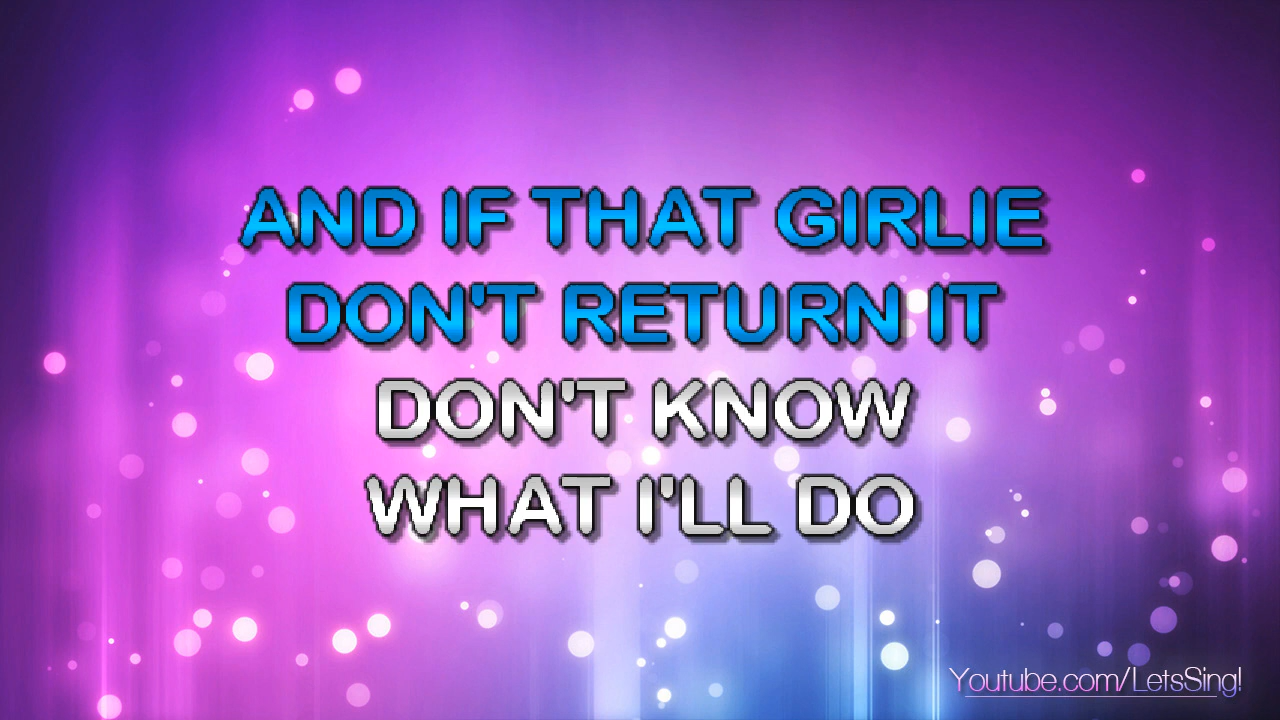 AND IF THAT GIRLIE
DON'T RETURN IT
DON'T KNOW
WHAT I'LL DO
Youtube.com/LetsSing!